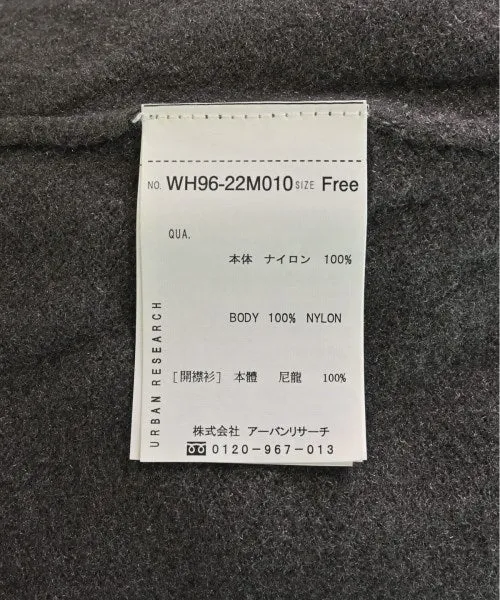 NO. WH96-22M010 SIZE Free
QUA.
本体 ナイロン 100%
BODY 100% NYLON
[開襟衫] 本體 尼龍 100%
URBAN RESEARCH
株式会社 アーバンリサーチ
0120-967-013